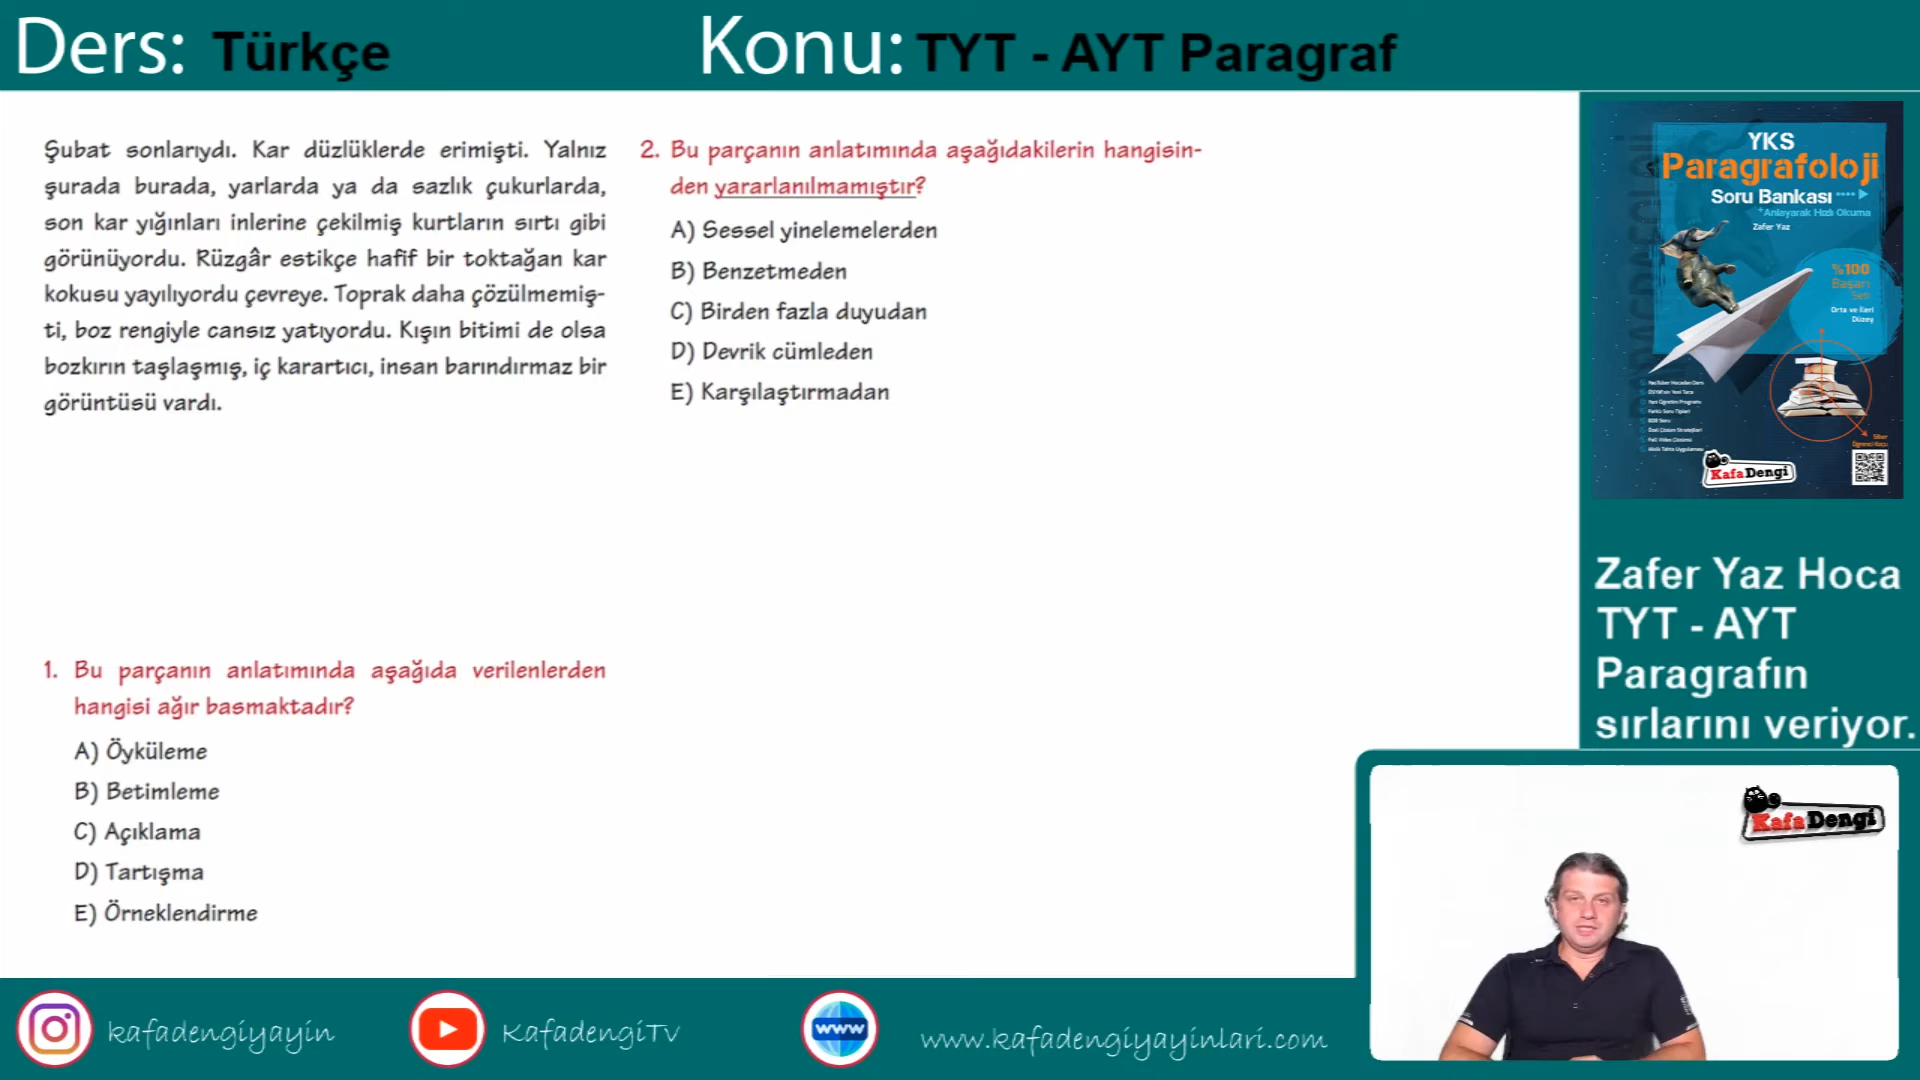 Ders: Türkçe
Konu: TYT - AYT Paragraf
Şubat sonlarıydı. Kar düzlüklerde erimişti. Yalnız
şurada burada, yarlarda ya da sazlık çukurlarda,
son kar yığınları inlerine çekilmiş kurtların sırtı gibi
görünüyordu. Rüzgâr estikçe hafif bir toktağan kar
kokusu yayılıyordu çevreye. Toprak daha çözülmemiş-
ti, boz rengiyle cansız yatıyordu. Kışın bitimi de olsa
bozkırın taşlaşmış, iç karartıcı, insan barındırmaz bir
görüntüsü vardı.
1. Bu parçanın anlatımında aşağıda verilenlerden
hangisi ağır basmaktadır?
A) Öyküleme
B) Betimleme
C) Açıklama
D) Tartışma
E) Örneklendirme
2. Bu parçanın anlatımında aşağıdakilerin hangisin-
den yararlanılmamıştır?
A) Sessel yinelemelerden
B) Benzetmeden
C) Birden fazla duyudan
D) Devrik cümleden
E) Karşılaştırmadan
YKS
Paragrafoloji
Soru Bankası
+Anlayarak Hızlı Okuma
Zafer Yaz
%100
Başarı
Seti
Orta ve İleri
Düzey
KafaDengi
Zafer Yaz Hoca
TYT - AYT
Paragrafın
sırlarını veriyor.
KafaDengi
kafadengiyayin
KafadengiTv
www
www.kafadengiyayinlari.com